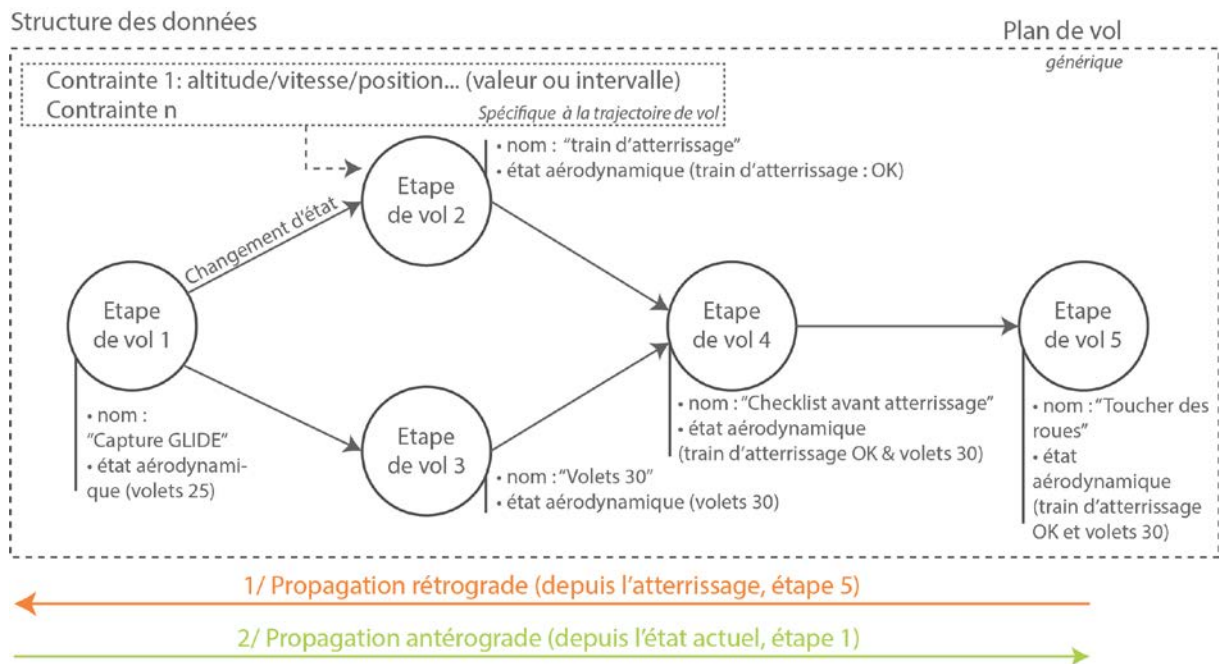 Structure des données
Plan de vol
générique
Contrainte 1: altitude/vitesse/position... (valeur ou intervalle)
Contrainte n
Spécifique à la trajectoire de vol
• nom : "train d'atterrissage"
• état aérodynamique (train d'atterrissage : OK)
Etape
de vol 2
Changement d'état
Etape
de vol 1
• nom :
"Capture GLIDE"
• état aérodynami-
que (volets 25)
Etape
de vol 3
• nom : "Volets 30"
• état aérodynamique (volets 30)
Etape
de vol 4
• nom : "Checklist avant atterrissage"
• état aérodynamique
(train d'atterrissage OK & volets 30)
Etape
de vol 5
• nom : "Toucher des
roues"
• état
aérodynamique
(train d'atterrissage
OK et volets 30)
1/ Propagation rétrograde (depuis l'atterrissage, étape 5)
2/ Propagation antérograde (depuis l'état actuel, étape 1)